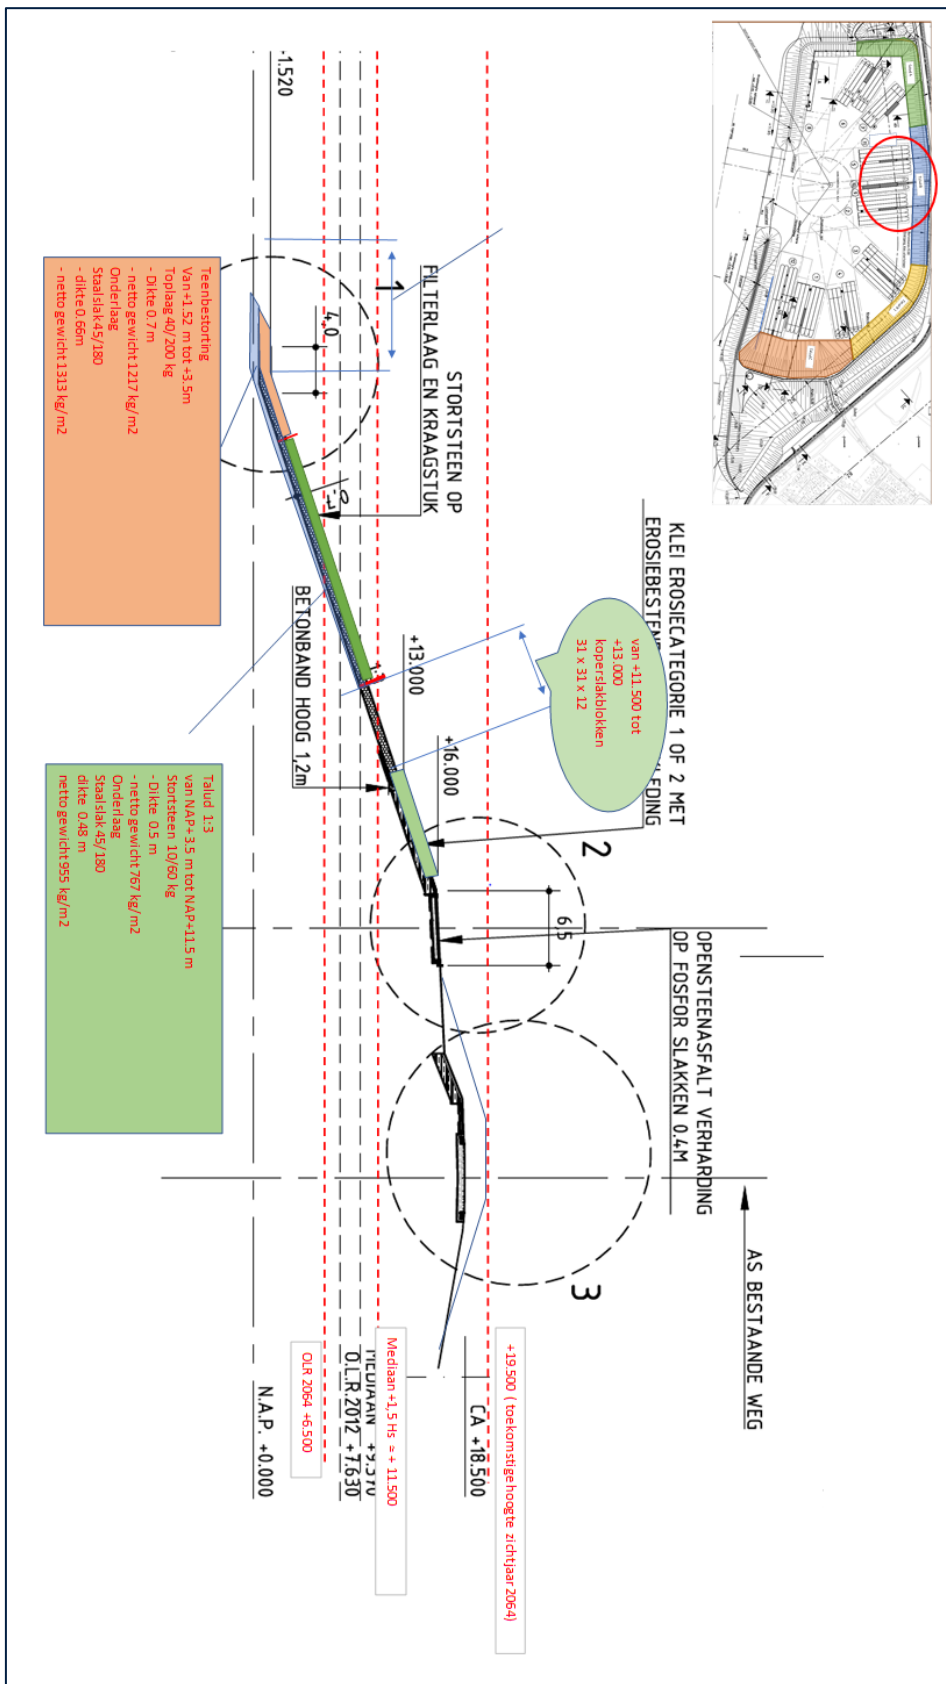 -1.520
1
4,0
FILTERLAAG EN KRAAGSTUK
STORTSTEEN OP
KLEI EROSIECATEGORIE 1 OF 2 MET
van +11.500 tot
+13.000
koperslakblokken
31 x 31 x 12
BETONBAND HOOG 1,2m
+13.000
+16.000
2
6,5
OPENSTEENASFALT VERHARDING
OP FOSFOR SLAKKEN 0.4M
3
AS BESTAANDE WEG
Teenbestorting
Van +1.52 m tot +3.5m
Toplaag 40/200 kg
- Dikte 0.7 m
- netto gewicht 1217 kg/m2
Onderlaag
Staalslak 45/180
- dikte 0.66m
- netto gewicht 1313 kg/m2
Talud 1:3
van NAP+ 3.5 m tot NAP+11.5 m
Stortsteen 10/60 kg
- Dikte 0.5 m
- netto gewicht 767 kg/m2
Onderlaag
Staalslak 45/180
dikte 0.48 m
netto gewicht 955 kg/m2
+19.500 ( toekomstige hoogte zichtjaar 2064)
CA +18.500
Mediaan +1,5 Hs = + 11.500
MEDIAAN +9.370
O.L.R.2012 +7.630
OLR 2064 +6.500
N.A.P. +0.000